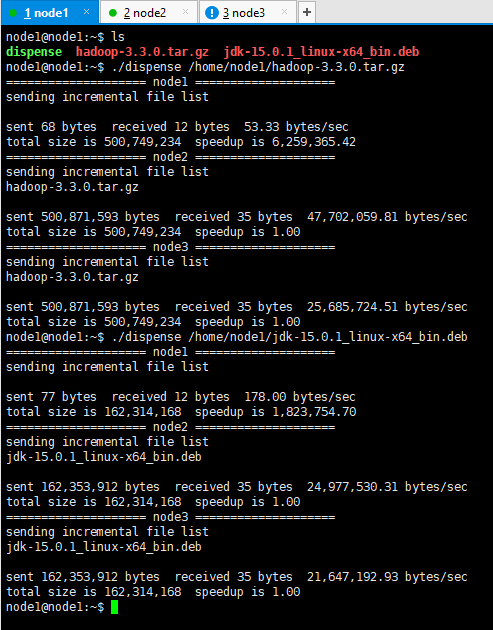 1 node1 × 2 node2 × 3 node3 × +
node1@node1:~$ ls
dispense hadoop-3.3.0.tar.gz jdk-15.0.1_linux-x64_bin.deb
node1@node1:~$ ./dispense /home/node1/hadoop-3.3.0.tar.gz
==================== node1 ====================
sending incremental file list

sent 68 bytes  received 12 bytes  53.33 bytes/sec
total size is 500,749,234  speedup is 6,259,365.42
==================== node2 ====================
sending incremental file list
hadoop-3.3.0.tar.gz

sent 500,871,593 bytes  received 35 bytes  47,702,059.81 bytes/sec
total size is 500,749,234  speedup is 1.00
==================== node3 ====================
sending incremental file list
hadoop-3.3.0.tar.gz

sent 500,871,593 bytes  received 35 bytes  25,685,724.51 bytes/sec
total size is 500,749,234  speedup is 1.00
node1@node1:~$ ./dispense /home/node1/jdk-15.0.1_linux-x64_bin.deb
==================== node1 ====================
sending incremental file list

sent 77 bytes  received 12 bytes  178.00 bytes/sec
total size is 162,314,168  speedup is 1,823,754.70
==================== node2 ====================
sending incremental file list
jdk-15.0.1_linux-x64_bin.deb

sent 162,353,912 bytes  received 35 bytes  24,977,530.31 bytes/sec
total size is 162,314,168  speedup is 1.00
==================== node3 ====================
sending incremental file list
jdk-15.0.1_linux-x64_bin.deb

sent 162,353,912 bytes  received 35 bytes  21,647,192.93 bytes/sec
total size is 162,314,168  speedup is 1.00
node1@node1:~$